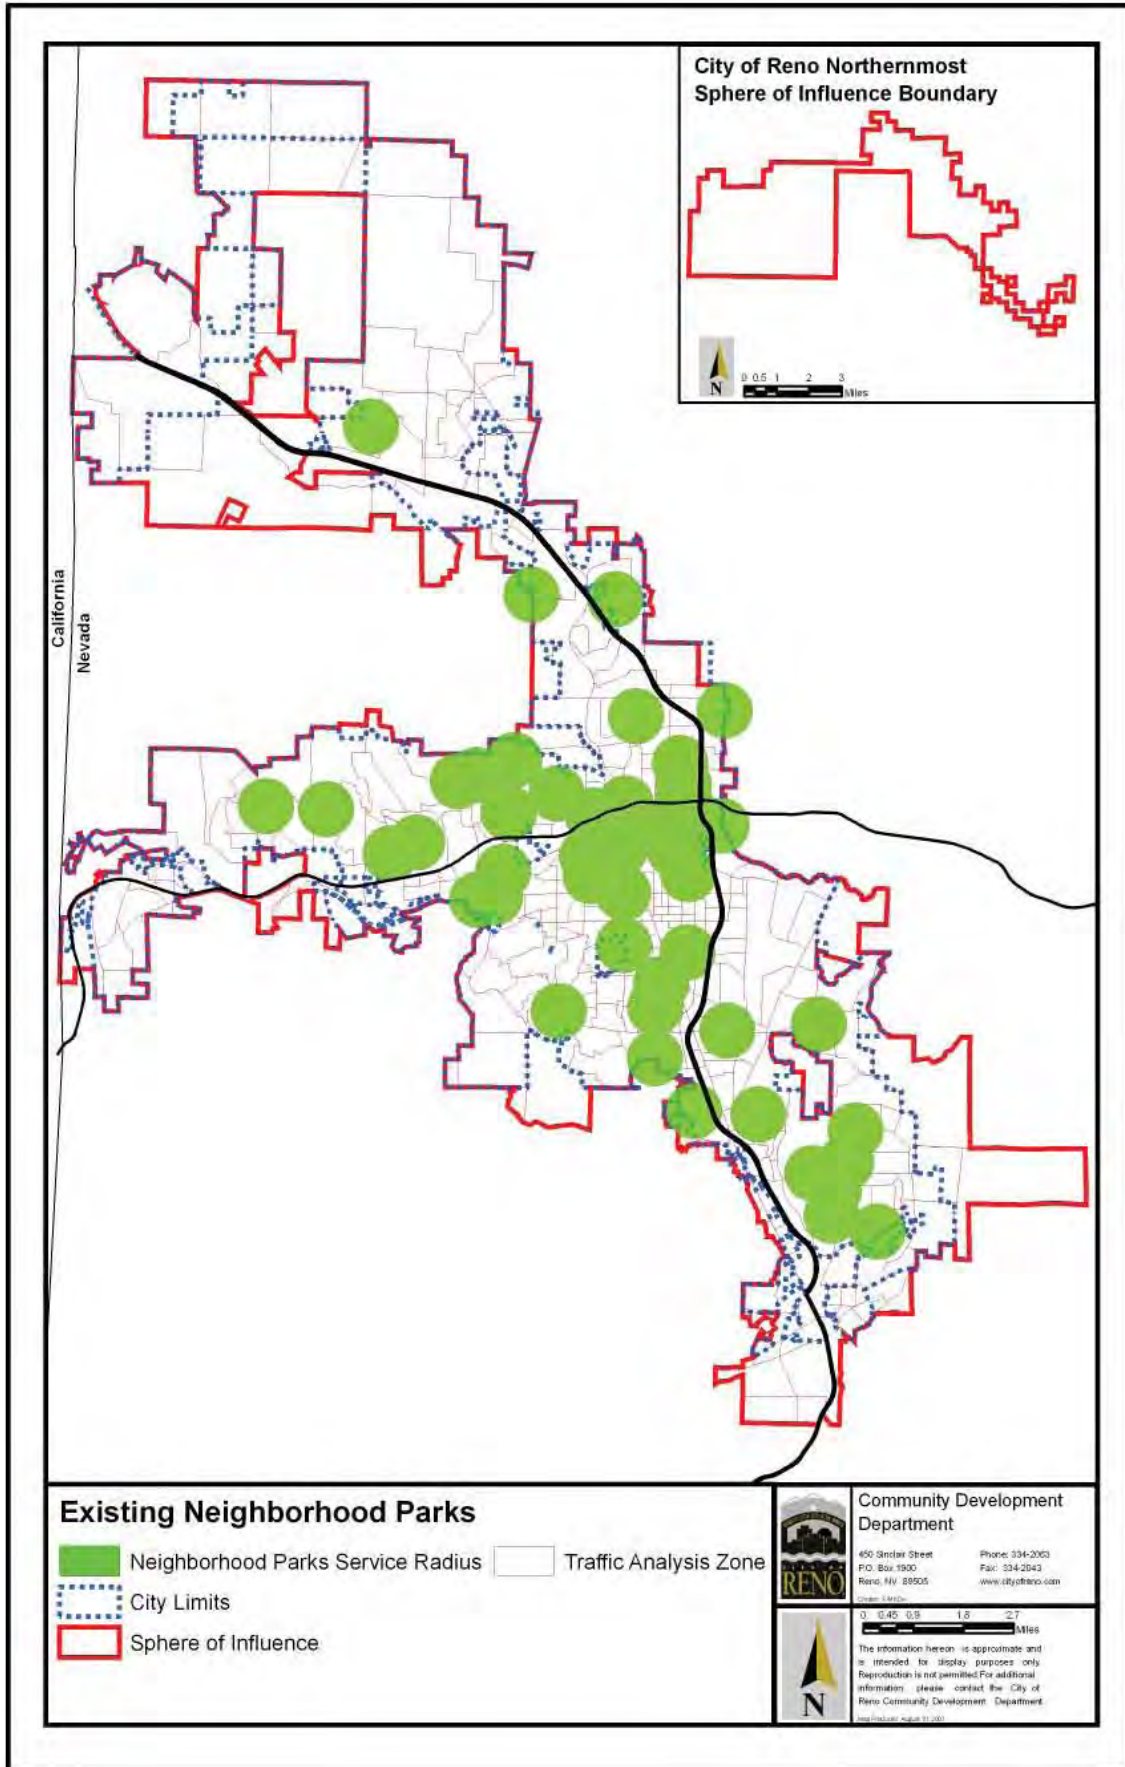 City of Reno Northernmost
Sphere of Influence Boundary
N
0 0.5 1 2 3
Miles
California
Nevada
Existing Neighborhood Parks
Neighborhood Parks Service Radius
Traffic Analysis Zone
City Limits
Sphere of Influence
RENO
Community Development
Department
450 Sinclair Street
P.O. Box 1900
Reno, NV 89505
Phone: 334-2063
Fax: 334-2043
www.cityofreno.com
N
0 0.45 0.9 1.8 2.7
Miles
The information hereon is approximate and
is intended for display purposes only.
Reproduction is not permitted. For additional
information, please contact the City of
Reno Community Development Department